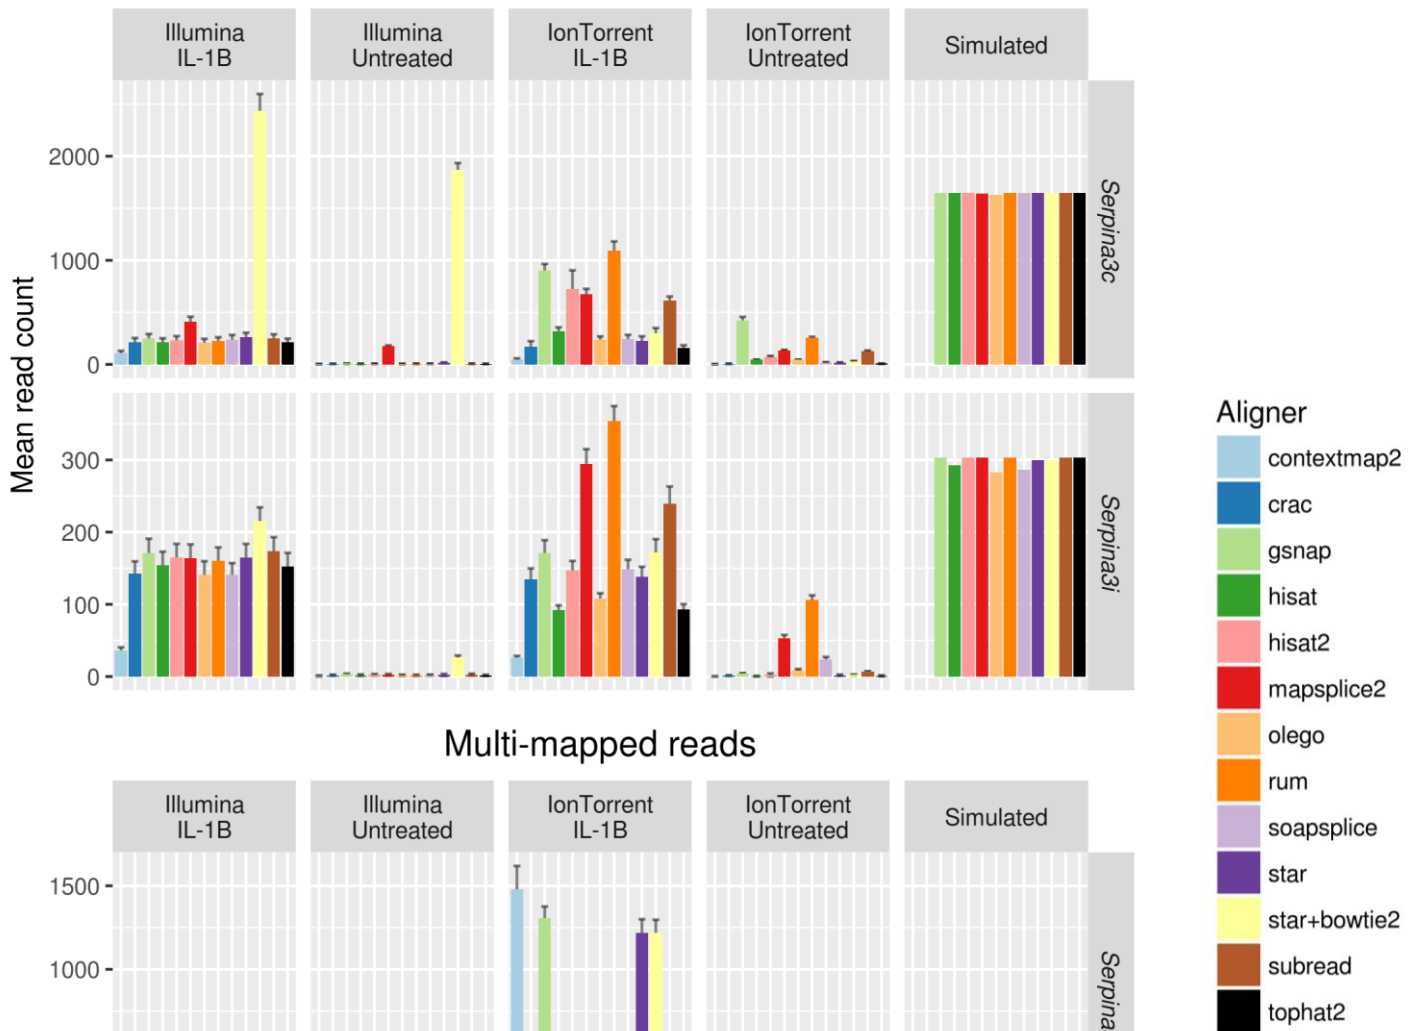 Illumina
IL-1B
Illumina
Untreated
IonTorrent
IL-1B
IonTorrent
Untreated
Simulated
Mean read count
2000
1000
0
Serpina3c
300
200
100
0
Serpina3i
Multi-mapped reads
Illumina
IL-1B
Illumina
Untreated
IonTorrent
IL-1B
IonTorrent
Untreated
Simulated
1500
1000
Serpina
Aligner
contextmap2
crac
gsnap
hisat
hisat2
mapsplice2
olego
rum
soapsplice
star
star+bowtie2
subread
tophat2